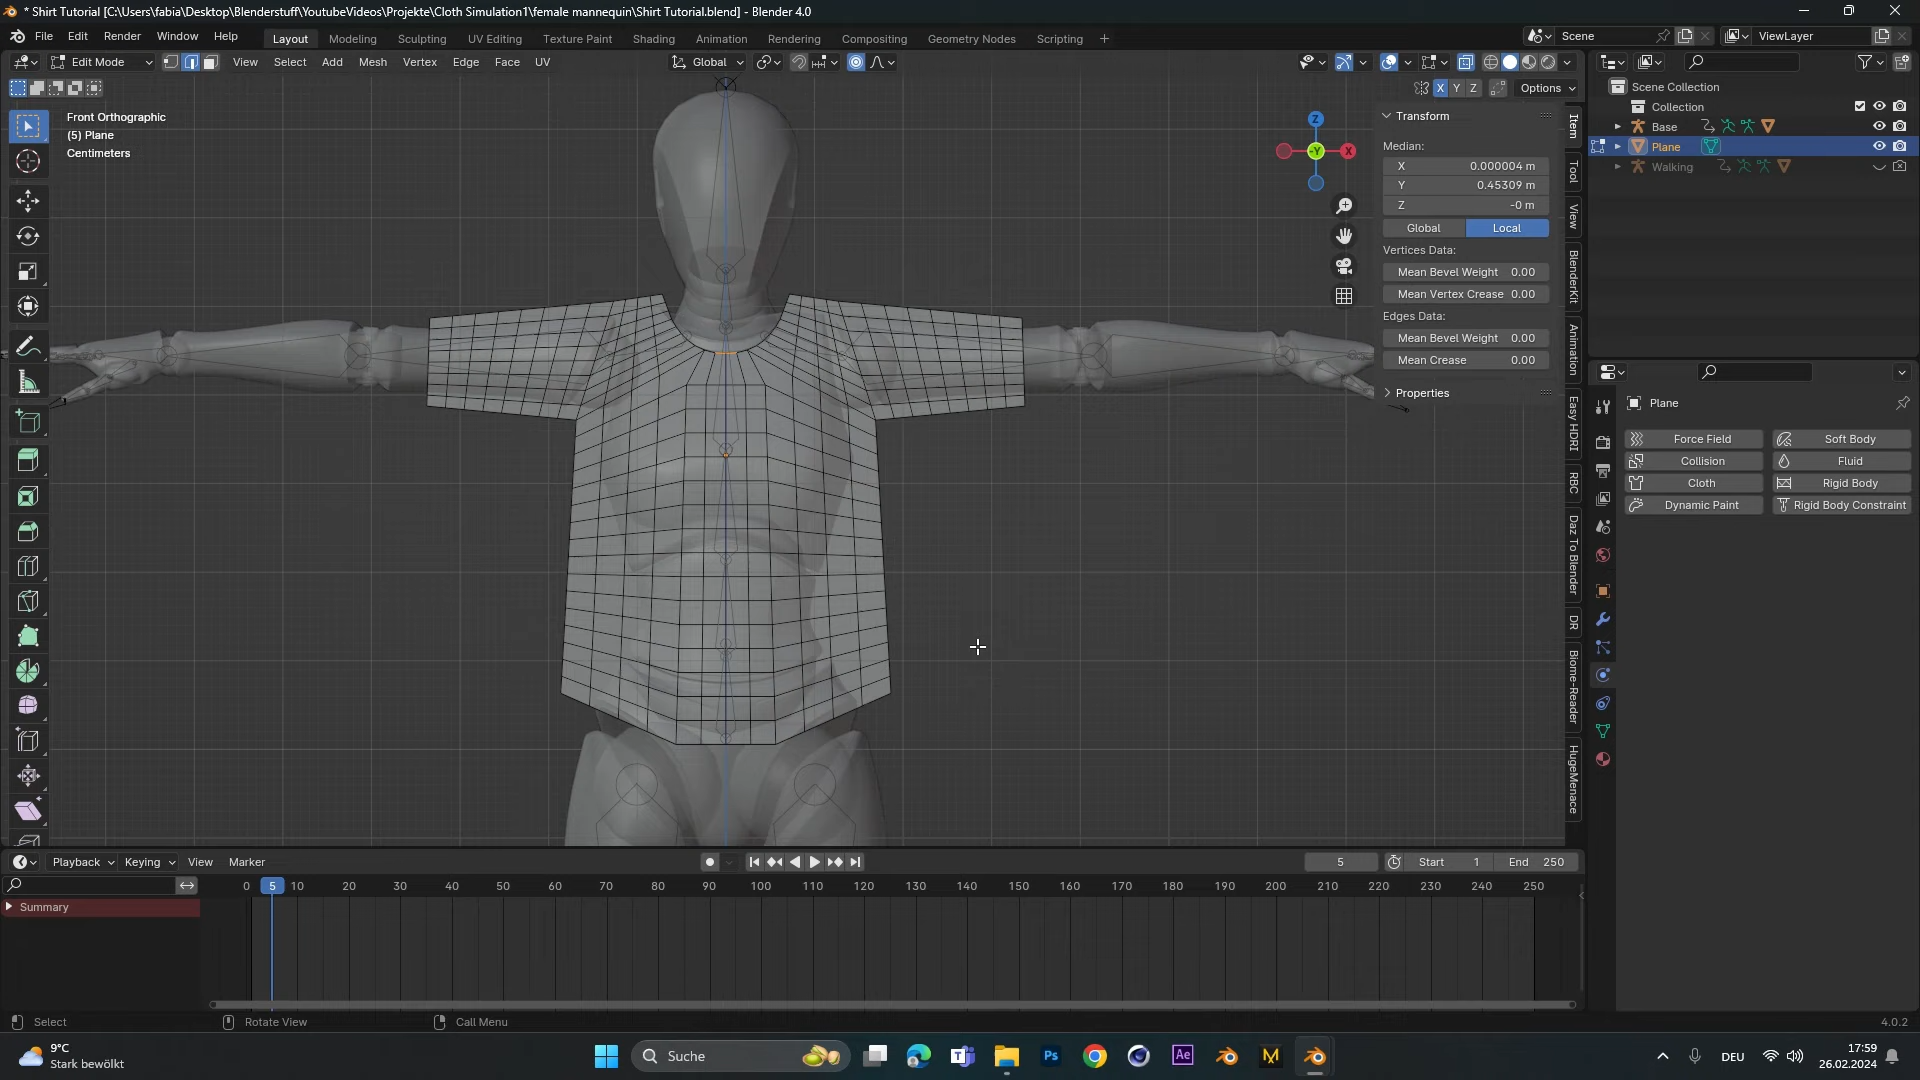 * Shirt Tutorial [C:\Users\fabia\Desktop\Blenderstuff\YoutubeVideos\Projekte\Cloth Simulation1\female mannequin\Shirt Tutorial.blend] - Blender 4.0
File Edit Render Window Help
Layout Modeling Sculpting UV Editing Texture Paint Shading Animation Rendering Compositing Geometry Nodes Scripting +
Scene
ViewLayer
Edit Mode
View Select Add Mesh Vertex Edge Face UV
Global
X Y Z
Options
Front Orthographic
(5) Plane
Centimeters
Z
-Y
X
Transform
Median:
X 0.000004 m
Y 0.45309 m
Z -0 m
Global Local
Vertices Data:
Mean Bevel Weight 0.00
Mean Vertex Crease 0.00
Edges Data:
Mean Bevel Weight 0.00
Mean Crease 0.00
Properties
Item
Tool
View
BlenderKit
Animation
Easy HDRI
RBC
Daz To Blender
DR
Biome-Reader
HugeMenace
Scene Collection
Collection
Base
Plane
Walking
Plane
Force Field
Soft Body
Collision
Fluid
Cloth
Rigid Body
Dynamic Paint
Rigid Body Constraint
Playback Keying View Marker
5
Start 1
End 250
0 5 10 20 30 40 50 60 70 80 90 100 110 120 130 140 150 160 170 180 190 200 210 220 230 240 250
Summary
Select
Rotate View
Call Menu
4.0.2
9°C
Stark bewölkt
Suche
Ps
Ae
M
DEU
17:59
26.02.2024